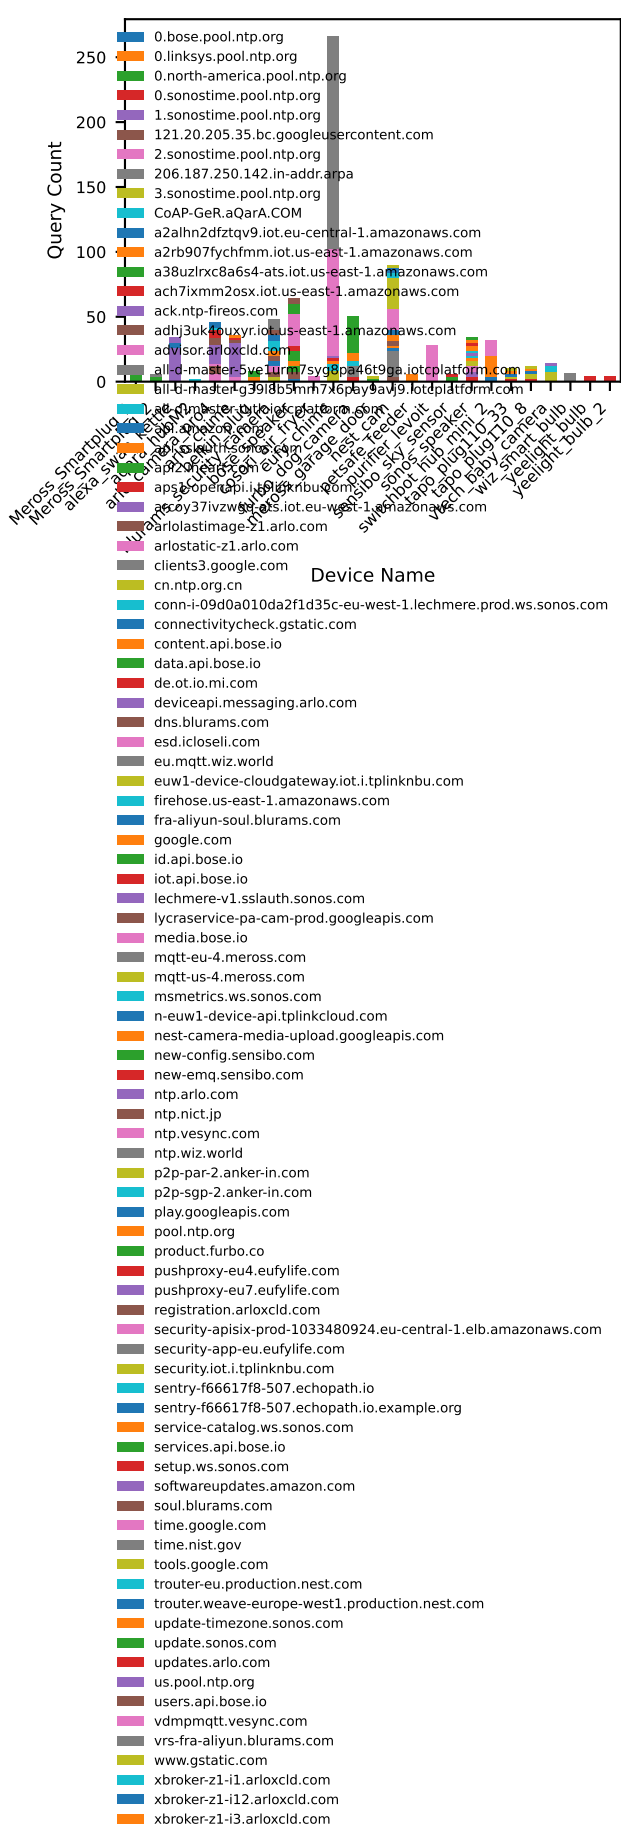 250
200
150
100
50
0
Query Count
0.bose.pool.ntp.org
0.linksys.pool.ntp.org
0.north-america.pool.ntp.org
0.sonostime.pool.ntp.org
1.sonostime.pool.ntp.org
121.20.205.35.bc.googleusercontent.com
2.sonostime.pool.ntp.org
206.187.250.142.in-addr.arpa
3.sonostime.pool.ntp.org
CoAP-GeR.aQarA.COM
a2alhn2dfztqv9.iot.eu-central-1.amazonaws.com
a2rb907fychfmm.iot.us-east-1.amazonaws.com
a38uzlrxc8a6s4-ats.iot.us-east-1.amazonaws.com
ach7ixmm2osx.iot.us-east-1.amazonaws.com
ack.ntp-fireos.com
advisor.arloxcld.com
api.amazon.com
arlolastimage-z1.arlo.com
arlostatic-z1.arlo.com
clients3.google.com
cn.ntp.org.cn
conn-i-09d0a010da2f1d35c-eu-west-1.lechmere.prod.ws.sonos.com
connectivitycheck.gstatic.com
content.api.bose.io
data.api.bose.io
de.ot.io.mi.com
deviceapi.messaging.arlo.com
dns.blurams.com
esd.icloseli.com
eu.mqtt.wiz.world
euw1-device-cloudgateway.iot.i.tplinknbu.com
firehose.us-east-1.amazonaws.com
fra-aliyun-soul.blurams.com
google.com
id.api.bose.io
iot.api.bose.io
lechmere-v1.sslauth.sonos.com
lycraservice-pa-cam-prod.googleapis.com
media.bose.io
mqtt-eu-4.meross.com
mqtt-us-4.meross.com
msmetrics.ws.sonos.com
n-euw1-device-api.tplinkcloud.com
nest-camera-media-upload.googleapis.com
new-config.sensibo.com
new-emq.sensibo.com
ntp.arlo.com
ntp.nict.jp
ntp.vesync.com
ntp.wiz.world
p2p-par-2.anker-in.com
p2p-sgp-2.anker-in.com
play.googleapis.com
pool.ntp.org
product.furbo.co
pushproxy-eu4.eufylife.com
pushproxy-eu7.eufylife.com
registration.arloxcld.com
security-apisix-prod-1033480924.eu-central-1.elb.amazonaws.com
security-app-eu.eufylife.com
security.iot.i.tplinknbu.com
sentry-f66617f8-507.echopath.io
sentry-f66617f8-507.echopath.io.example.org
service-catalog.ws.sonos.com
services.api.bose.io
setup.ws.sonos.com
softwareupdates.amazon.com
soul.blurams.com
time.google.com
time.nist.gov
tools.google.com
trouter-eu.production.nest.com
trouter.weave-europe-west1.production.nest.com
update-timezone.sonos.com
update.sonos.com
updates.arlo.com
us.pool.ntp.org
users.api.bose.io
vdmpmqtt.vesync.com
vrs-fra-aliyun.blurams.com
www.gstatic.com
xbroker-z1-i1.arloxcld.com
xbroker-z1-i12.arloxcld.com
xbroker-z1-i3.arloxcld.com
nest_cam
petsafe_feeder
purifier_levoit
sensibo_sky_sensor
sonos_speaker
switchbot_hub_mini_2
tapo_plug110_33
tapo_plug110_8
vtech_baby_camera
wiz_smart_bulb
yeelight_bulb
yeelight_bulb_2
Device Name